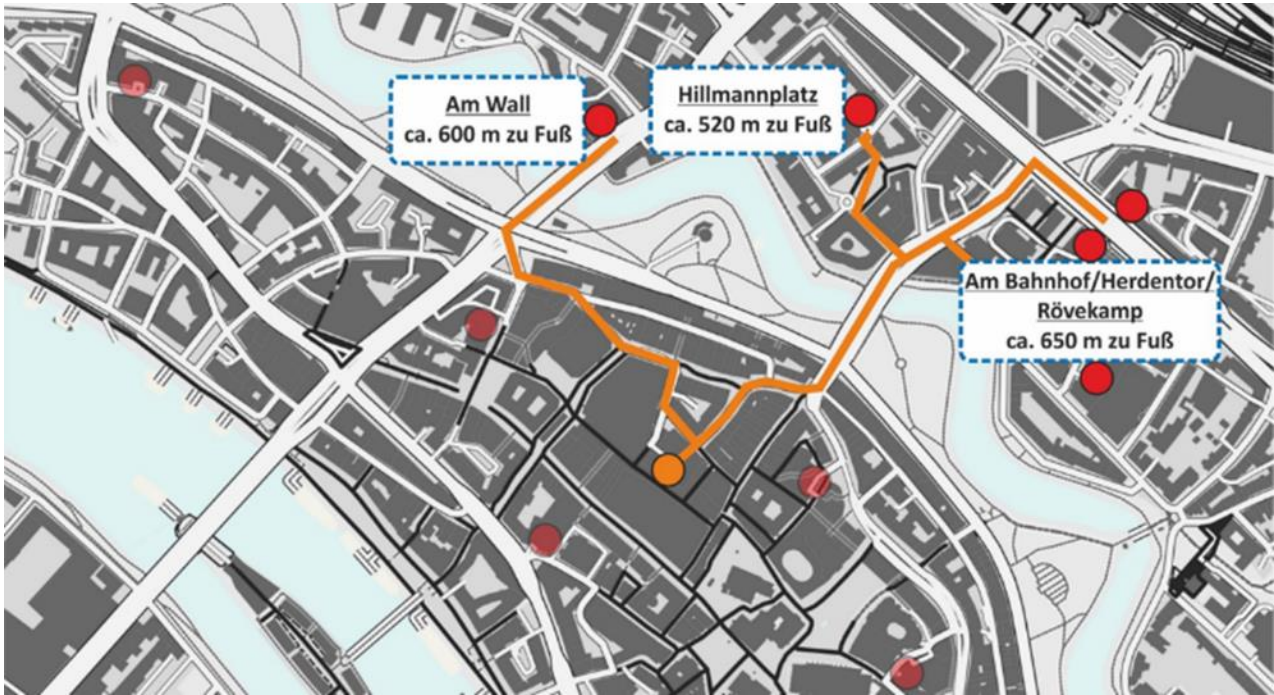 Am Wall
ca. 600 m zu Fuß
Hillmannplatz
ca. 520 m zu Fuß
Am Bahnhof/Herdentor/
Rövekamp
ca. 650 m zu Fuß